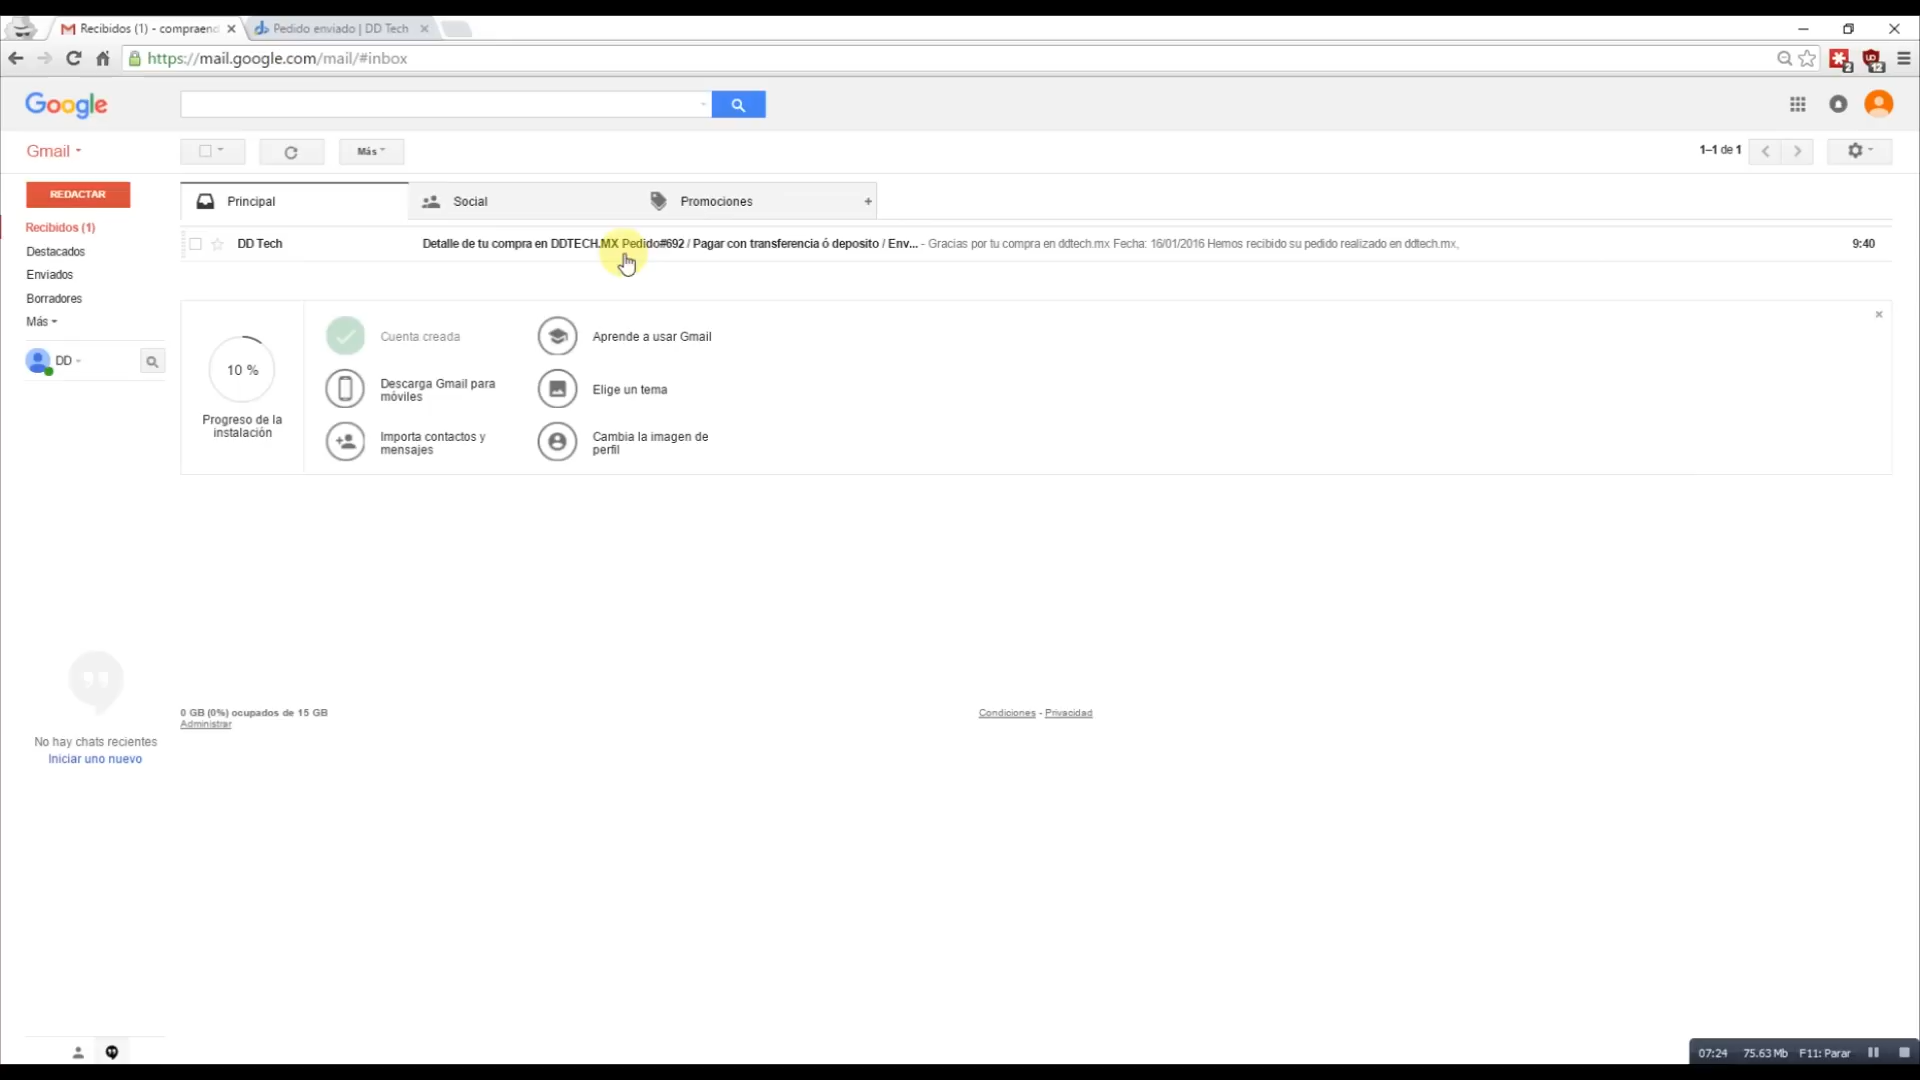 Recibidos (1) - compraend
Pedido enviado | DD Tech
https://mail.google.com/mail/#inbox
2
12
Google
Gmail
Más
1–1 de 1
REDACTAR
Principal
Social
Promociones
+
Recibidos (1)
DD Tech
Detalle de tu compra en DDTECH.MX Pedido#692 / Pagar con transferencia ó deposito / Env... - Gracias por tu compra en ddtech.mx Fecha: 16/01/2016 Hemos recibido su pedido realizado en ddtech.mx,
9:40
Destacados
Enviados
Borradores
Más
DD
10 %
Progreso de la
instalación
Cuenta creada
Aprende a usar Gmail
Descarga Gmail para
móviles
Elige un tema
Importa contactos y
mensajes
Cambia la imagen de
perfil
0 GB (0%) ocupados de 15 GB
Administrar
Condiciones - Privacidad
No hay chats recientes
Iniciar uno nuevo
07:24 75.63 Mb F11: Parar